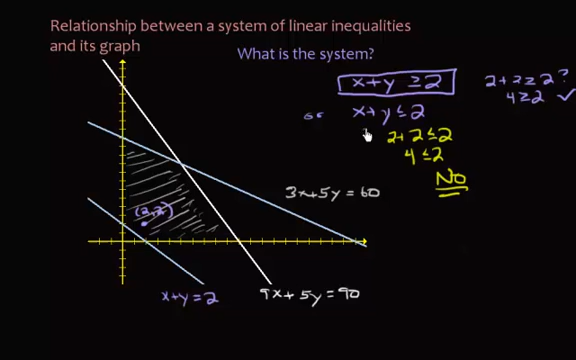 Relationship between a system of linear inequalities
and its graph
What is the system?
x+y ≥2
2+2≥2?
4≥2 ✓
or x+y≤2
2+2≤2
4≤2
No
3x+5y=60
(2,2)
x+y=2
9x+5y=90